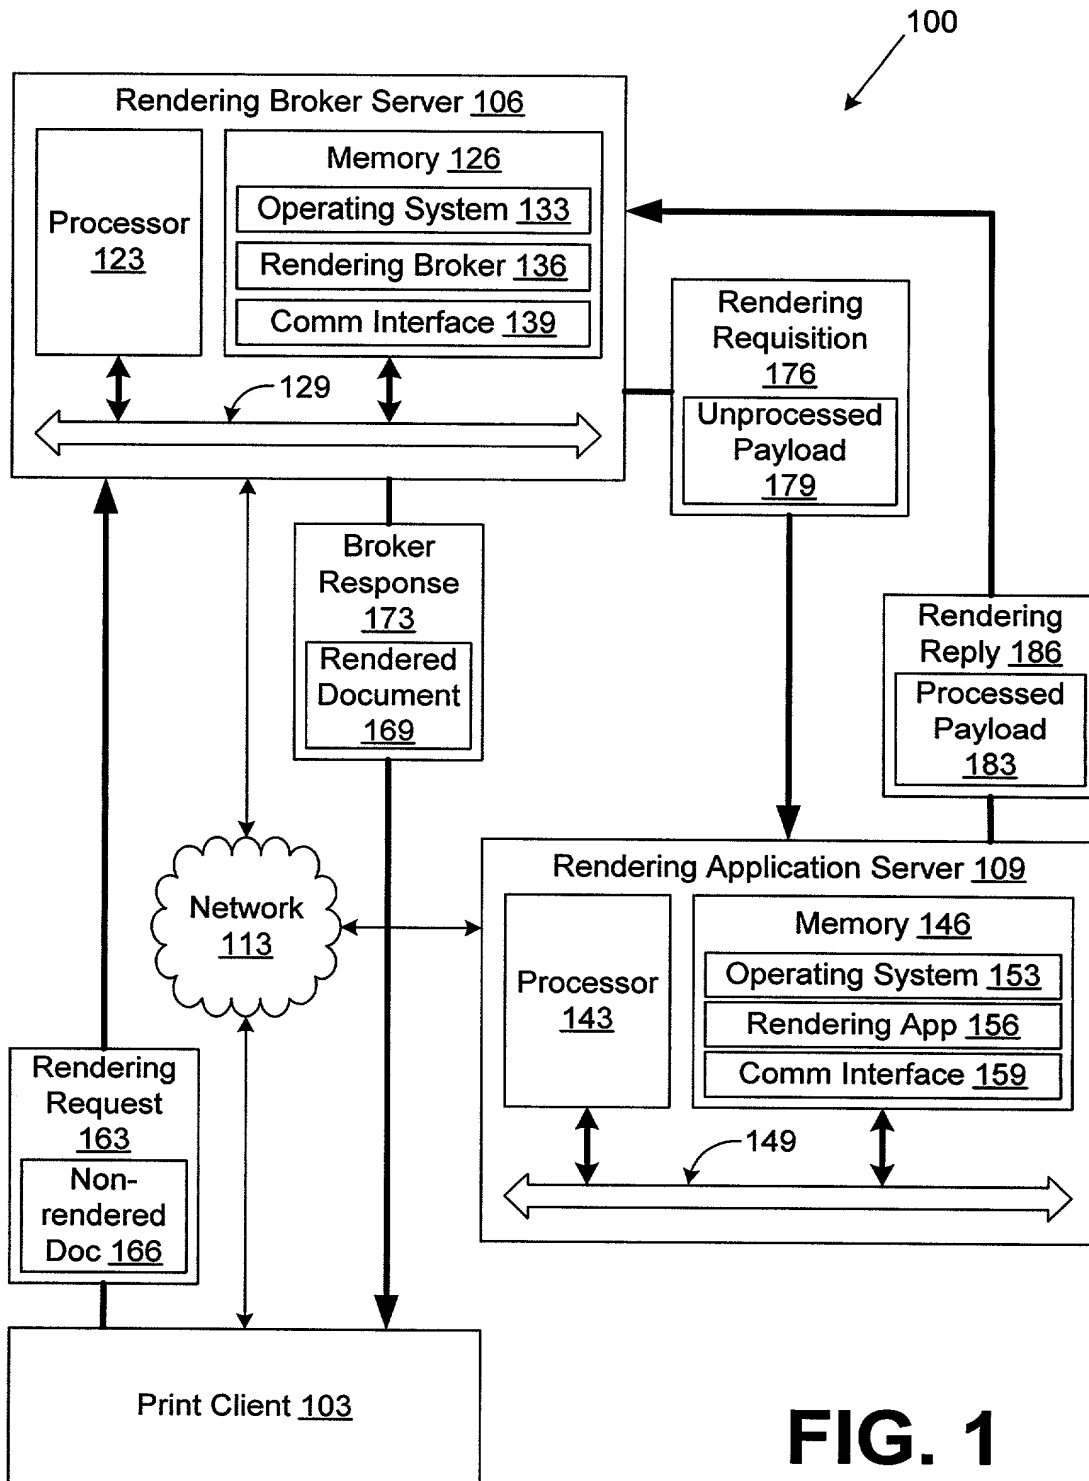 100
Rendering Broker Server 106
Processor
123
Memory 126
Operating System 133
Rendering Broker 136
Comm Interface 139
129
Rendering
Requisition
176
Unprocessed
Payload
179
Broker
Response
173
Rendered
Document
169
Rendering
Reply 186
Processed
Payload
183
Network
113
Rendering Application Server 109
Processor
143
Memory 146
Operating System 153
Rendering App 156
Comm Interface 159
149
Rendering
Request
163
Non-
rendered
Doc 166
Print Client 103
FIG. 1